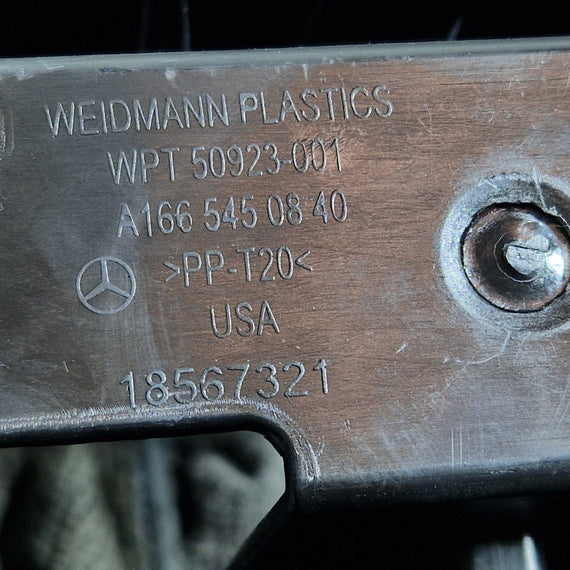 WEIDMANN PLASTICS
WPT 50923-001
A166 545 08 40
>PP-T20<
USA
18567321